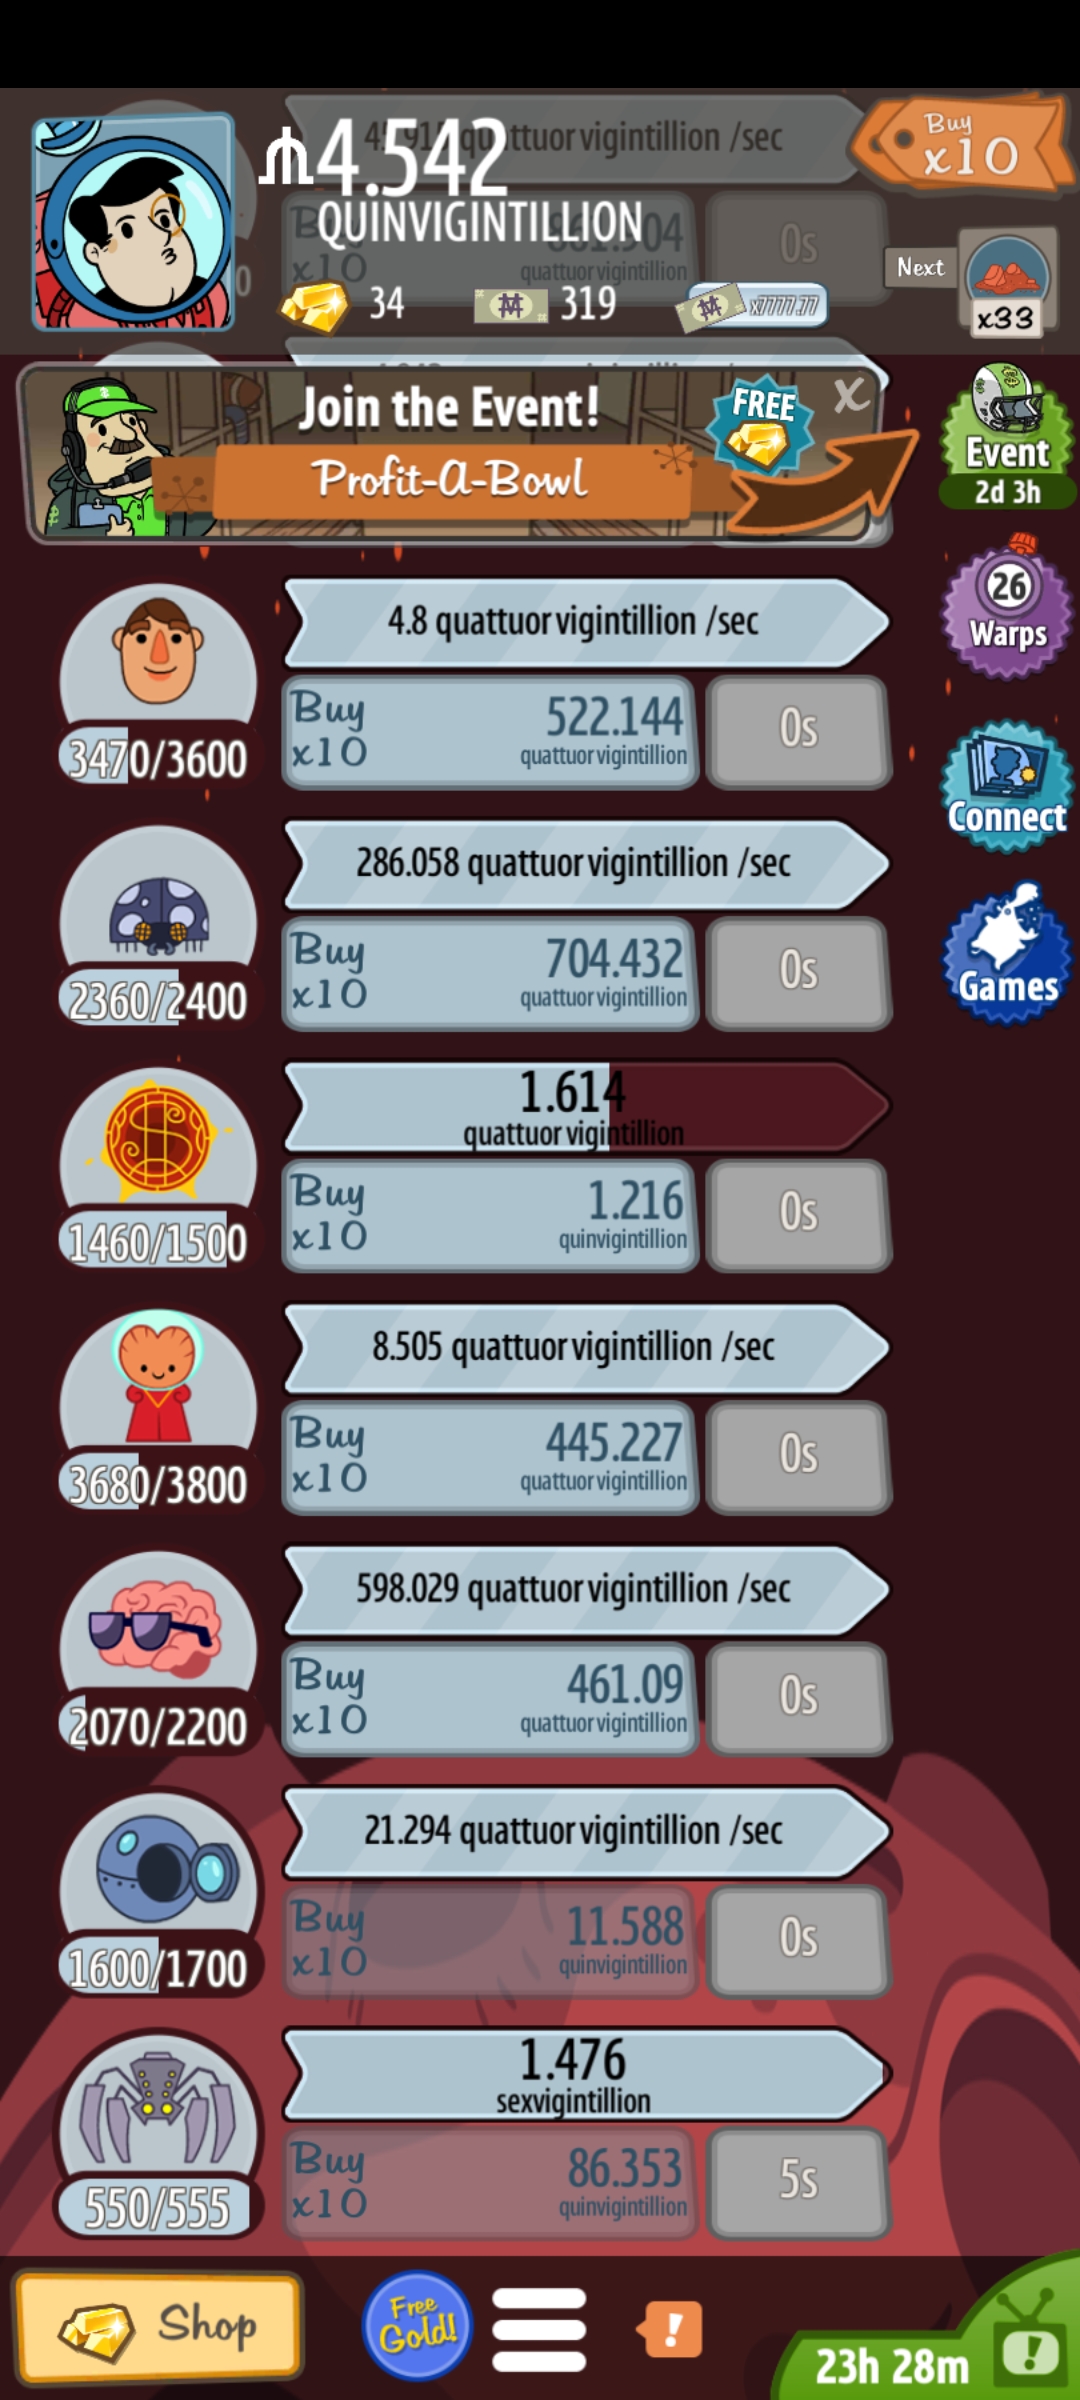 quattuorvigintillion /sec
4.542
QUINVIGINTILLION
Buy
x10
0s
Buy
x10
quattuorvigintillion
34
319
x7777.77
Next
x33
Join the Event!
Profit-A-Bowl
FREE
X
Event
2d 3h
4.8 quattuorvigintillion /sec
Buy
x10
522.144
quattuorvigintillion
0s
3470/3600
26
Warps
286.058 quattuorvigintillion /sec
Buy
x10
704.432
quattuorvigintillion
0s
2360/2400
Connect
Games
1.614
quattuorvigintillion
Buy
x10
1.216
quinvigintillion
0s
1460/1500
8.505 quattuorvigintillion /sec
Buy
x10
445.227
quattuorvigintillion
0s
3680/3800
598.029 quattuorvigintillion /sec
Buy
x10
461.09
quattuorvigintillion
0s
2070/2200
21.294 quattuorvigintillion /sec
Buy
x10
11.588
quinvigintillion
0s
1600/1700
1.476
sexvigintillion
Buy
x10
86.353
quinvigintillion
5s
550/555
Shop
Free
Gold!
!
23h 28m
!